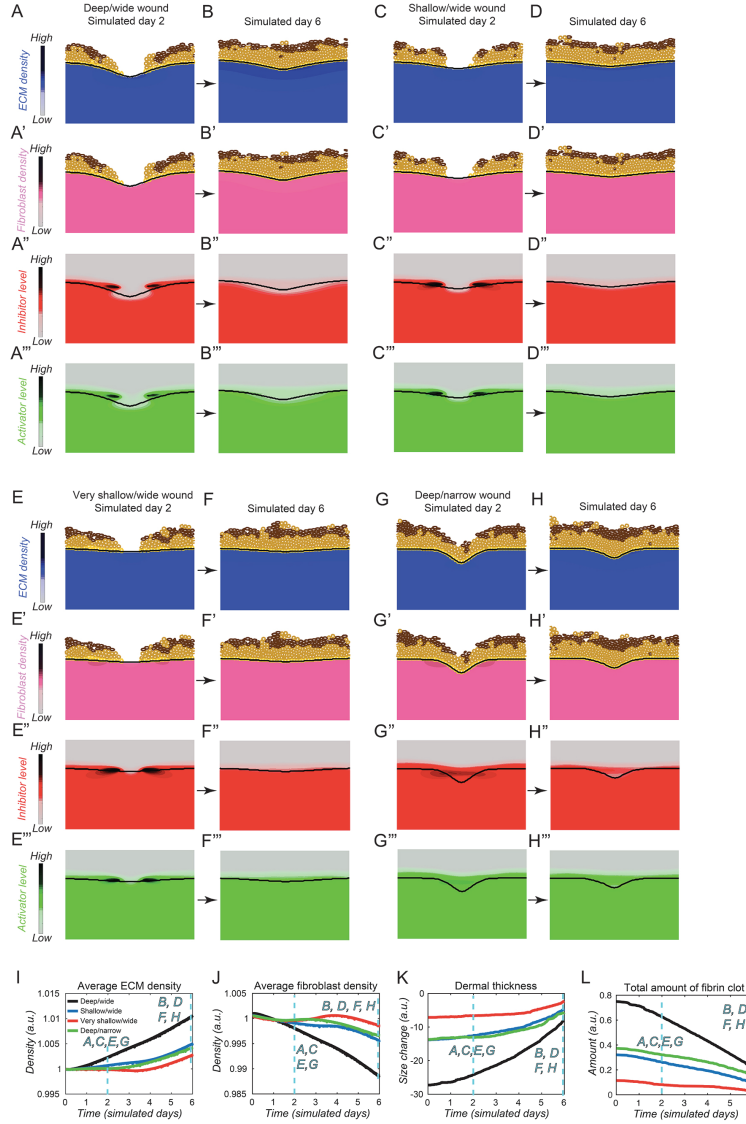 A
Deep/wide wound
Simulated day 2
B
Simulated day 6
C
Shallow/wide wound
Simulated day 2
D
Simulated day 6
High
ECM density
Low
A'
B'
C'
D'
High
Fibroblast density
Low
A''
B''
C''
D''
High
Inhibitor level
Low
A'''
B'''
C'''
D'''
High
Activator level
Low
E
Very shallow/wide wound
Simulated day 2
F
Simulated day 6
G
Deep/narrow wound
Simulated day 2
H
Simulated day 6
High
ECM density
Low
E'
F'
G'
H'
High
Fibroblast density
Low
E''
F''
G''
H''
High
Inhibitor level
Low
E'''
F'''
G'''
H'''
High
Activator level
Low
I
Average ECM density
1.015
1.01
1.005
1
0.995
Density (a.u.)
Deep/wide
Shallow/wide
Very shallow/wide
Deep/narrow
B, D
F, H
A,C,E,G
0 1 2 3 4 5 6
Time (simulated days)
J
Average fibroblast density
1.005
1
0.995
0.99
0.985
Density (a.u.)
B, D, F, H
A,C
E,G
0 1 2 3 4 5 6
Time (simulated days)
K
Dermal thickness
0
-10
-20
-30
Size change (a.u.)
A,C,E,G
B, D
F, H
0 1 2 3 4 5 6
Time (simulated days)
L
Total amount of fibrin clot
0.8
0.6
0.4
0.2
0
Amount (a.u.)
B, D
F, H
A,C,E,G
0 1 2 3 4 5 6
Time (simulated days)